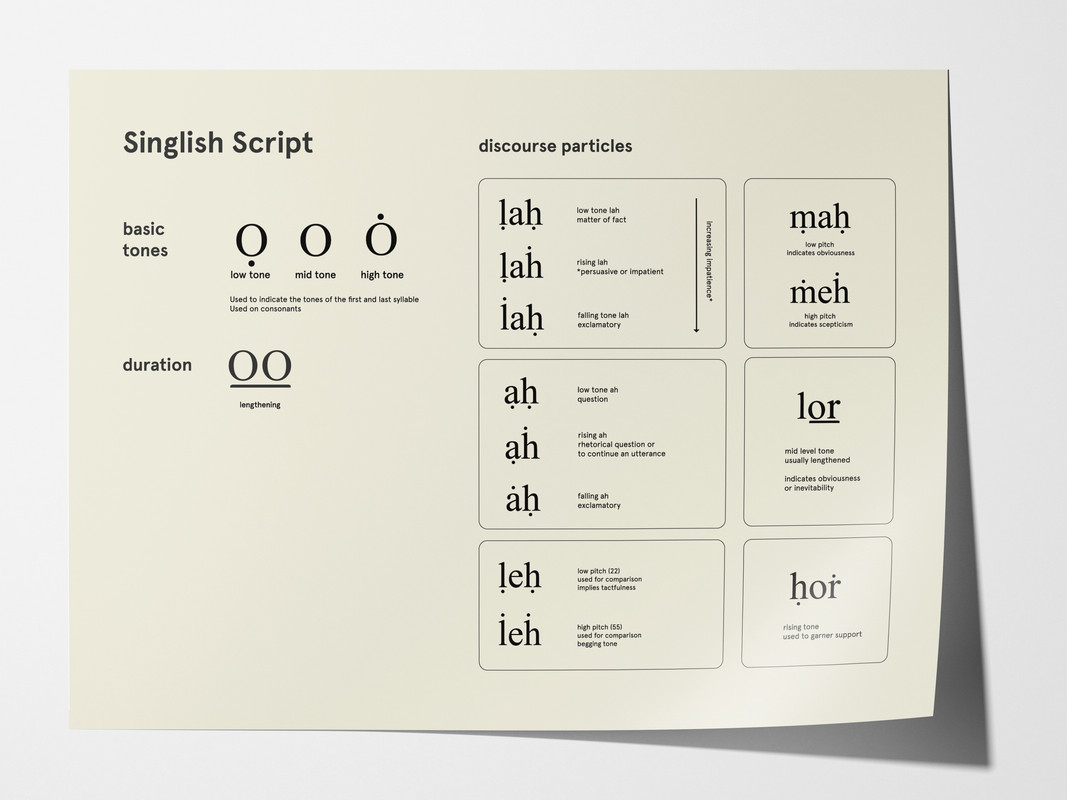 Singlish Script
basic
tones
Ọ O Ȯ
low tone mid tone high tone
Used to indicate the tones of the first and last syllable
Used on consonants
duration
OO
lengthening
discourse particles
ḷaḥ
low tone lah
matter of fact
ḷaḣ
rising lah
*persuasive or impatient
l̇aḥ
falling tone lah
exclamatory
increasing impatience*
ạḥ
low tone ah
question
ạḣ
rising ah
rhetorical question or
to continue an utterance
ȧḥ
falling ah
exclamatory
ḷeḥ
low pitch (22)
used for comparison
implies tactfulness
l̇eḣ
high pitch (55)
used for comparison
begging tone
ṃaḥ
low pitch
indicates obviousness
ṁeḣ
high pitch
indicates scepticism
lor
mid level tone
usually lengthened
indicates obviousness
or inevitability
ḥoṙ
rising tone
used to garner support